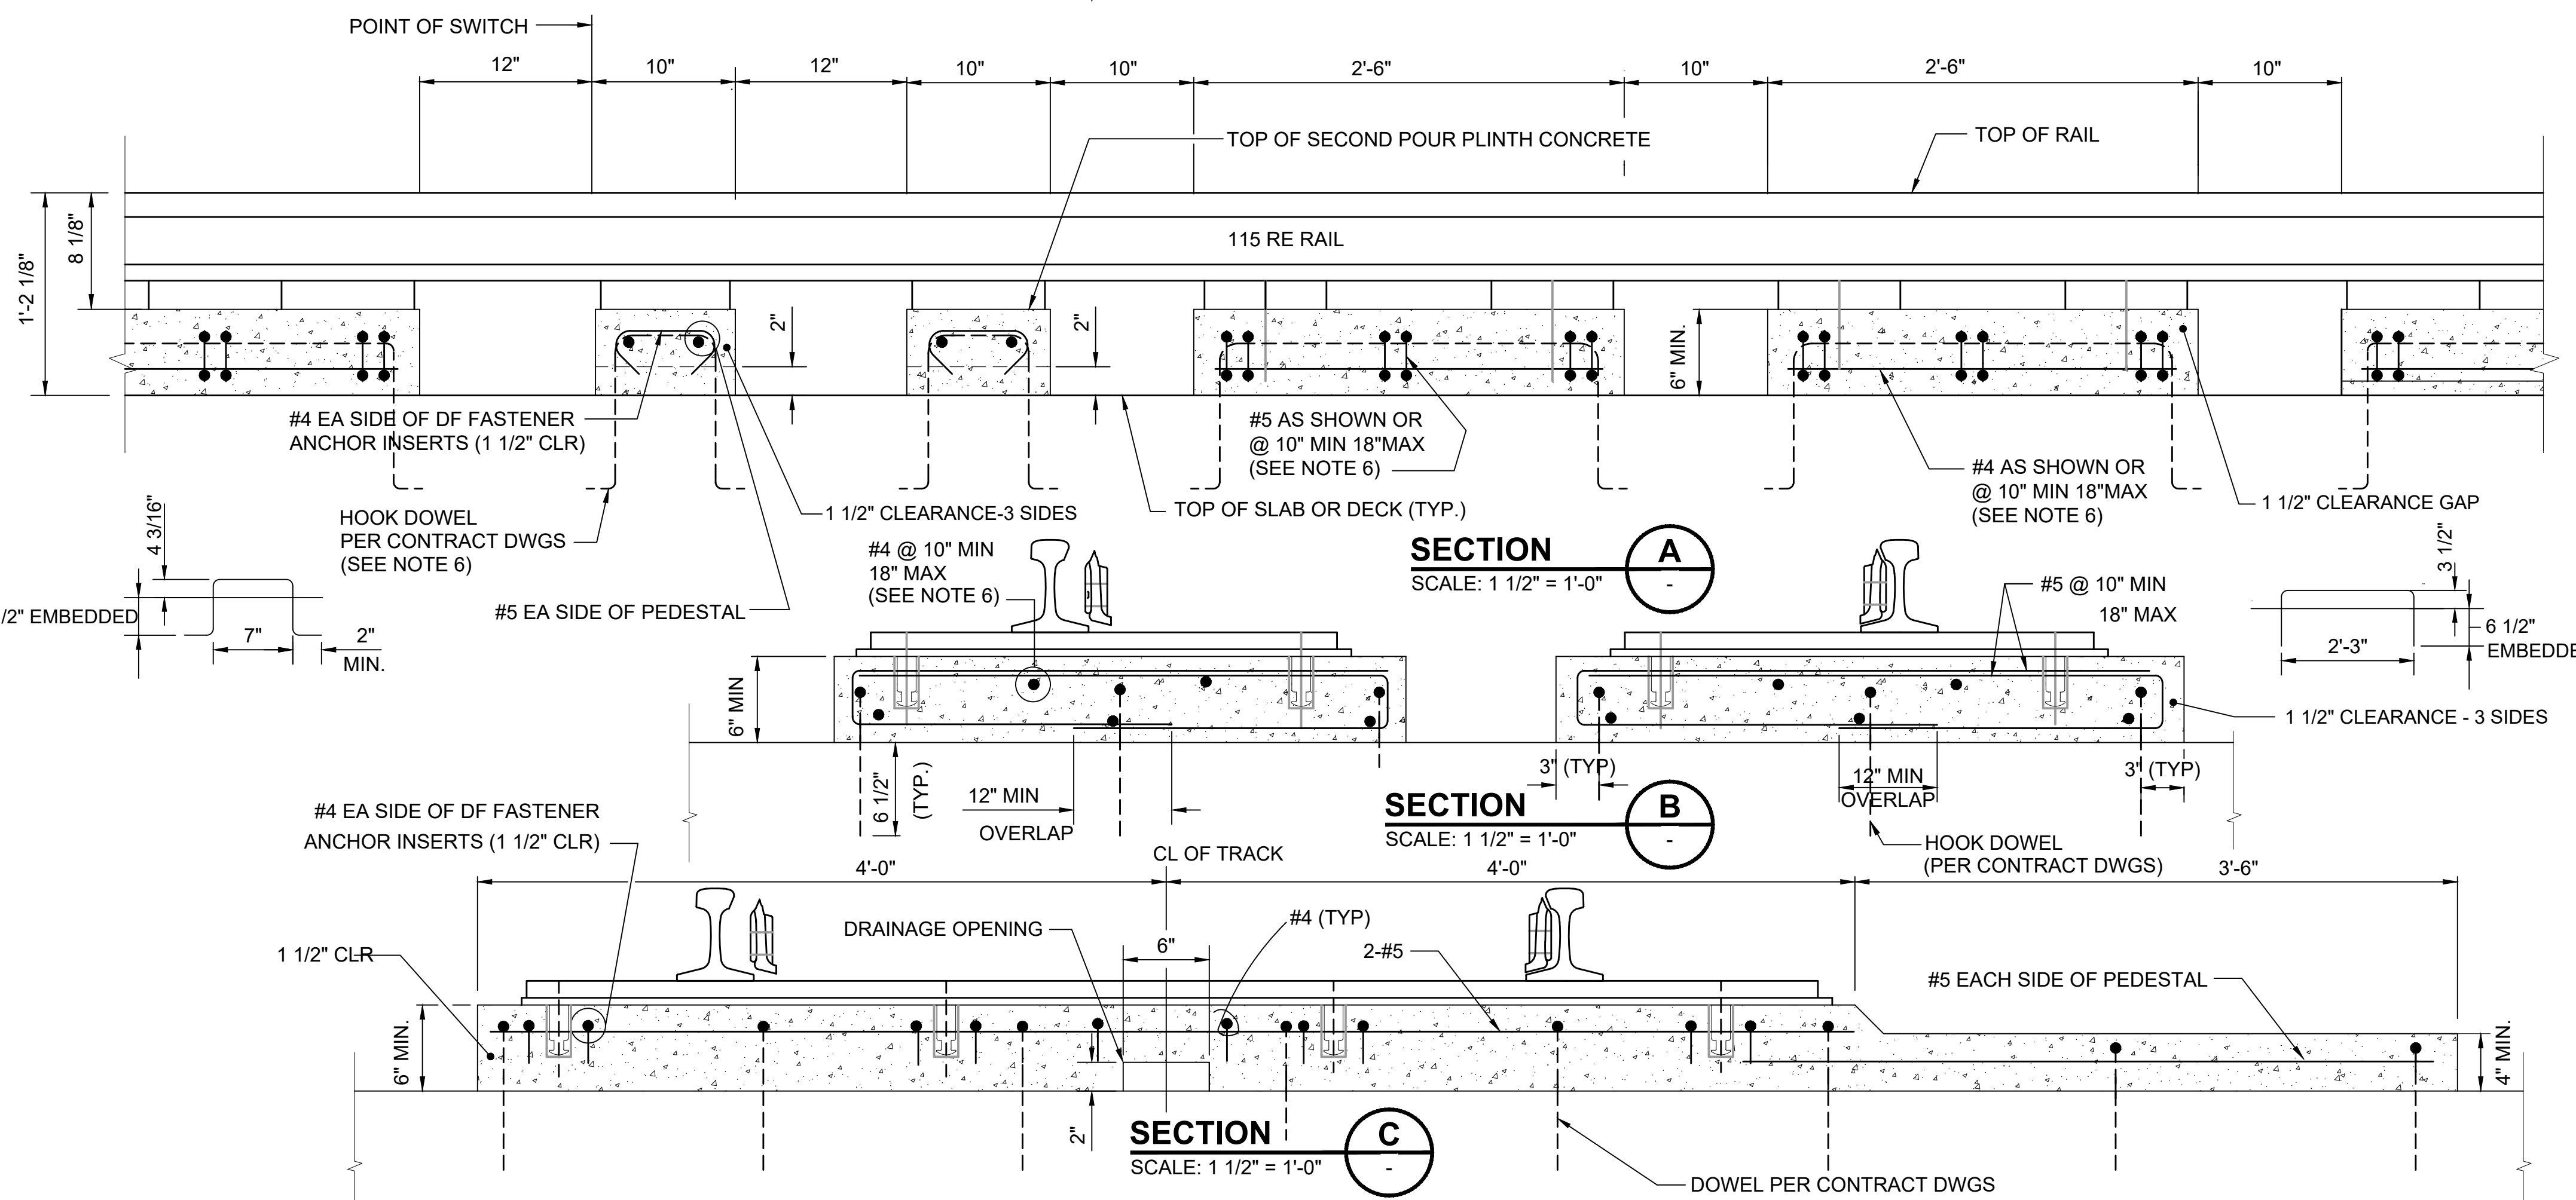 POINT OF SWITCH
12"
10"
12"
10"
10"
2'-6"
10"
2'-6"
10"
TOP OF SECOND POUR PLINTH CONCRETE
TOP OF RAIL
1'-2 1/8"
8 1/8"
115 RE RAIL
2"
2"
6" MIN.
#4 EA SIDE OF DF FASTENER
ANCHOR INSERTS (1 1/2" CLR)
#5 AS SHOWN OR
@ 10" MIN 18"MAX
(SEE NOTE 6)
#4 AS SHOWN OR
@ 10" MIN 18"MAX
(SEE NOTE 6)
HOOK DOWEL
PER CONTRACT DWGS
(SEE NOTE 6)
1 1/2" CLEARANCE-3 SIDES
TOP OF SLAB OR DECK (TYP.)
1 1/2" CLEARANCE GAP
SECTION A
SCALE: 1 1/2" = 1'-0" -
4 3/16"
/2" EMBEDDED
7"
2"
MIN.
#5 EA SIDE OF PEDESTAL
#4 @ 10" MIN
18" MAX
(SEE NOTE 6)
#5 @ 10" MIN
18" MAX
3 1/2"
6 1/2"
EMBEDDE
2'-3"
6" MIN
1 1/2" CLEARANCE - 3 SIDES
6 1/2"
(TYP.)
12" MIN
OVERLAP
3" (TYP)
12" MIN
OVERLAP
3" (TYP)
SECTION B
SCALE: 1 1/2" = 1'-0" -
HOOK DOWEL
(PER CONTRACT DWGS)
#4 EA SIDE OF DF FASTENER
ANCHOR INSERTS (1 1/2" CLR)
CL OF TRACK
4'-0"
4'-0"
3'-6"
DRAINAGE OPENING
6"
#4 (TYP)
2-#5
1 1/2" CLR
#5 EACH SIDE OF PEDESTAL
6" MIN.
4" MIN.
2"
SECTION C
SCALE: 1 1/2" = 1'-0" -
DOWEL PER CONTRACT DWGS